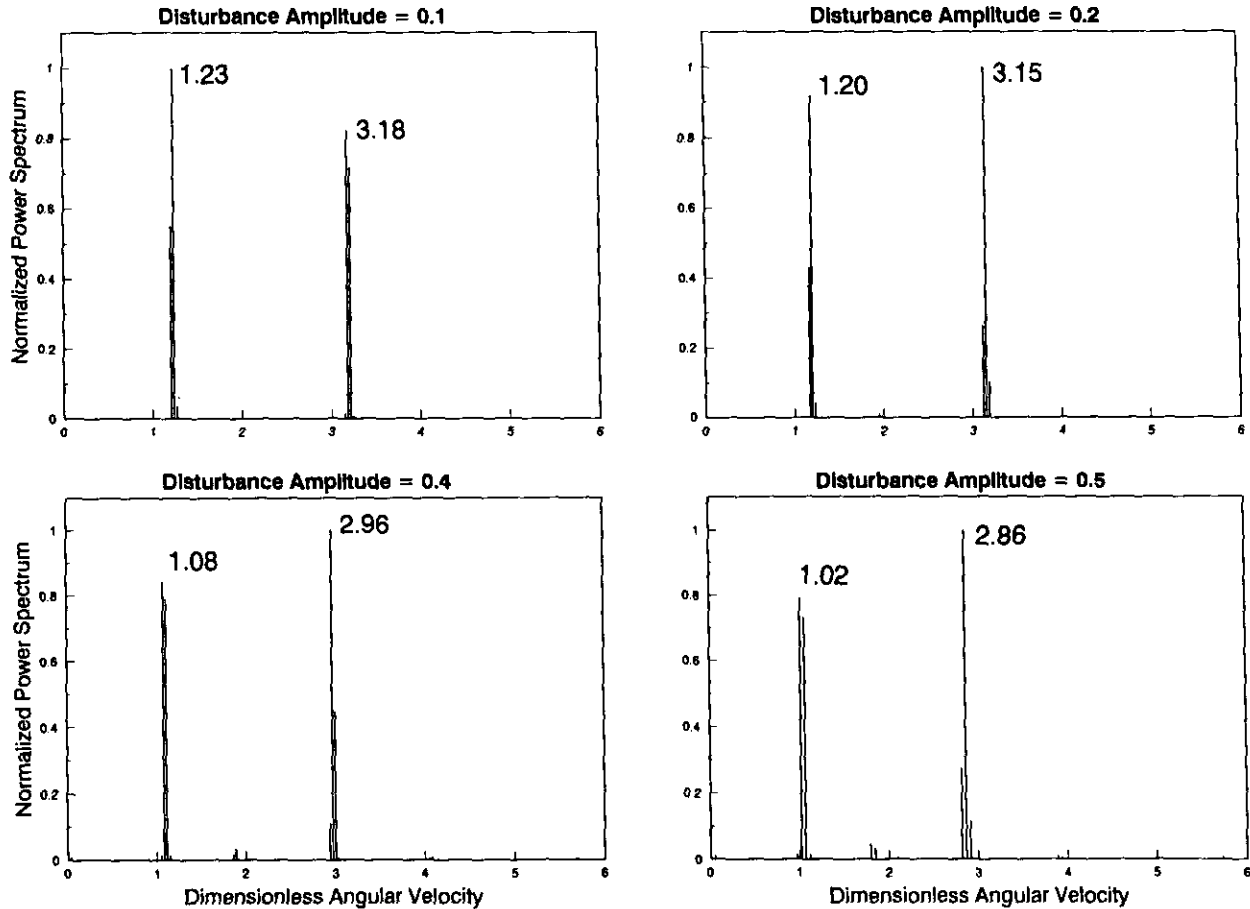 Disturbance Amplitude = 0.1
Normalized Power Spectrum
1
0.8
0.6
0.4
0.2
0
0 1 2 3 4 5 6
1.23
3.18
Disturbance Amplitude = 0.2
1
0.8
0.6
0.4
0.2
0
0 1 2 3 4 5 6
1.20
3.15
Disturbance Amplitude = 0.4
Normalized Power Spectrum
1
0.8
0.6
0.4
0.2
0
0 1 2 3 4 5 6
1.08
2.96
Dimensionless Angular Velocity
Disturbance Amplitude = 0.5
1
0.8
0.6
0.4
0.2
0
0 1 2 3 4 5 6
1.02
2.86
Dimensionless Angular Velocity